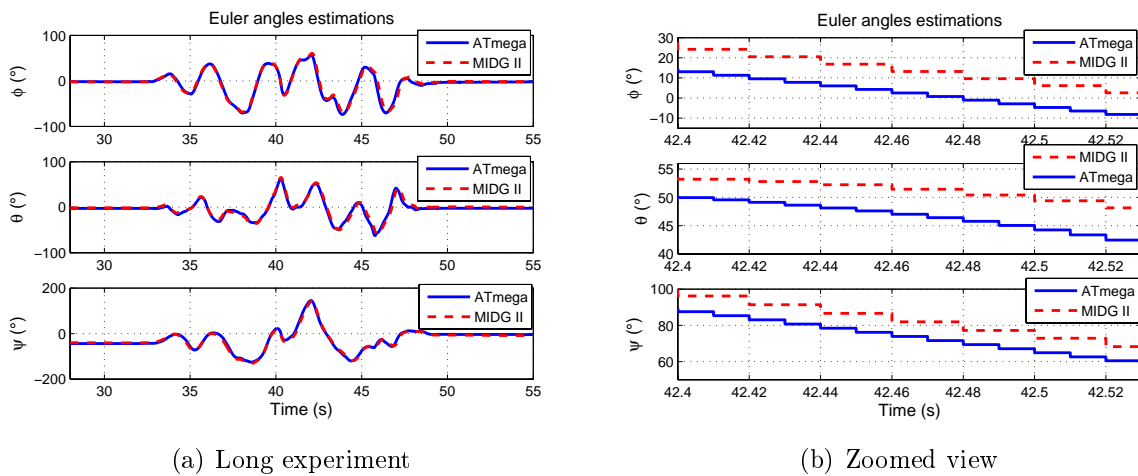 Euler angles estimations
100
0
−100
ϕ (°)
30 35 40 45 50 55
ATmega
MIDG II
100
0
−100
θ (°)
30 35 40 45 50 55
ATmega
MIDG II
200
0
−200
ψ (°)
30 35 40 45 50 55
ATmega
MIDG II
Time (s)
(a) Long experiment
Euler angles estimations
30
20
10
0
−10
ϕ (°)
42.4 42.42 42.44 42.46 42.48 42.5 42.52
ATmega
MIDG II
55
50
45
40
θ (°)
42.4 42.42 42.44 42.46 42.48 42.5 42.52
MIDG II
ATmega
100
80
60
ψ (°)
42.4 42.42 42.44 42.46 42.48 42.5 42.52
ATmega
MIDG II
Time (s)
(b) Zoomed view